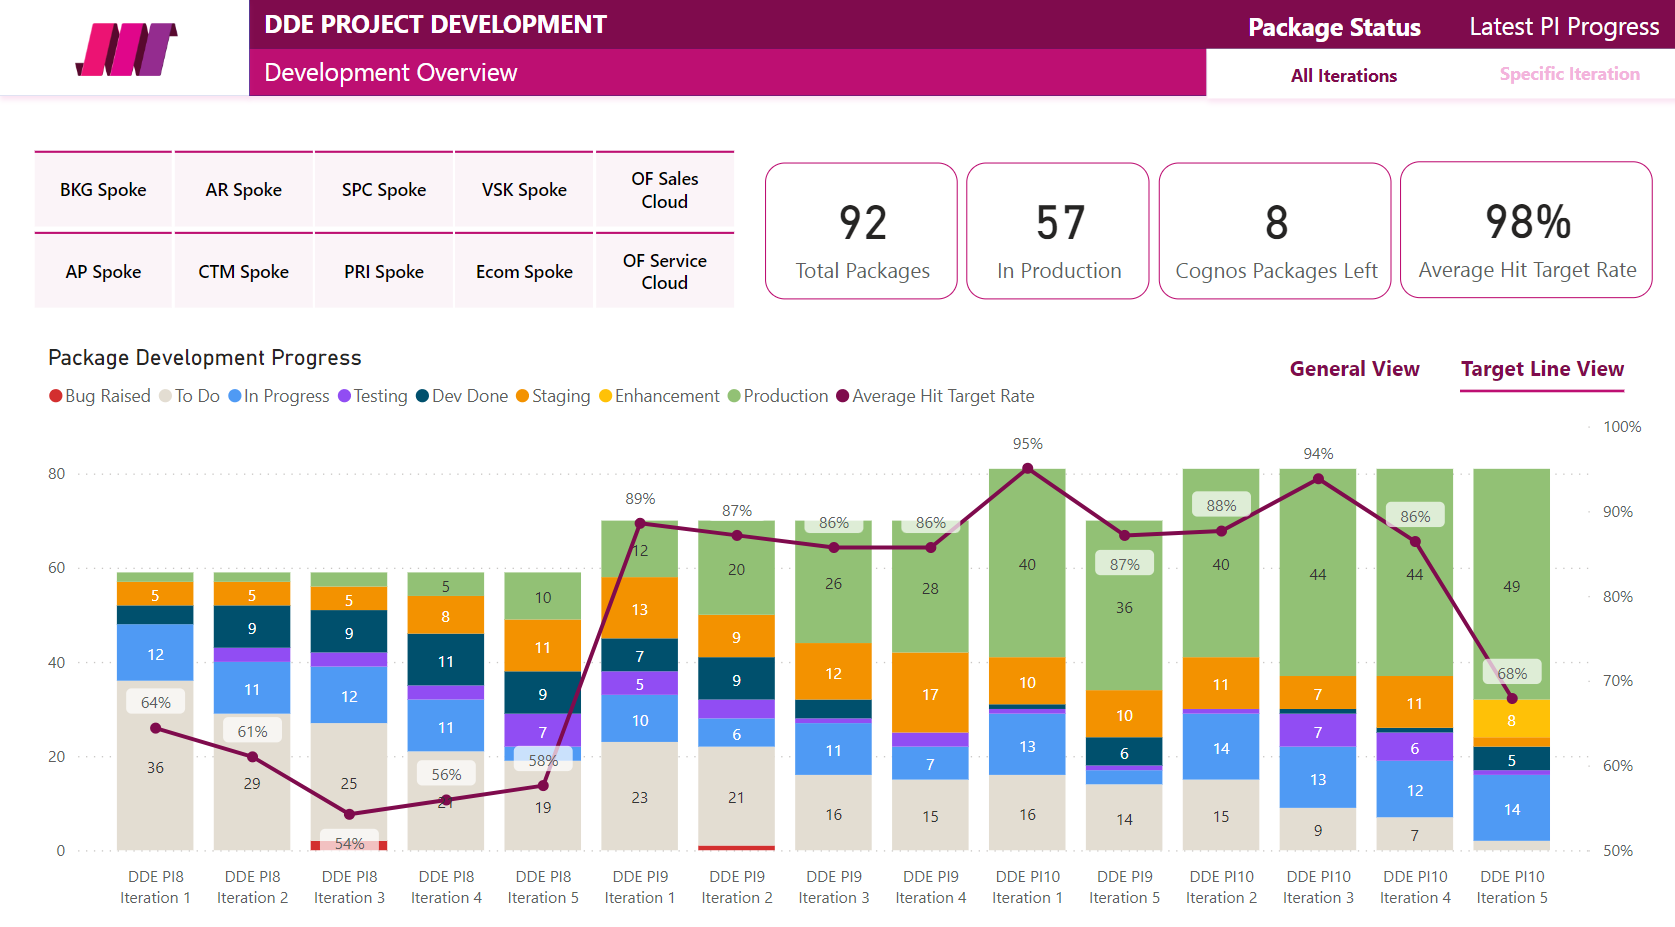 DDE PROJECT DEVELOPMENT
Package Status
Latest PI Progress
Development Overview
All Iterations
Specific Iteration
BKG Spoke
AR Spoke
SPC Spoke
VSK Spoke
OF Sales
Cloud
AP Spoke
CTM Spoke
PRI Spoke
Ecom Spoke
OF Service
Cloud
92
Total Packages
57
In Production
8
Cognos Packages Left
98%
Average Hit Target Rate
Package Development Progress
General View
Target Line View
Bug Raised
To Do
In Progress
Testing
Dev Done
Staging
Enhancement
Production
Average Hit Target Rate
80
60
40
20
0
100%
90%
80%
70%
60%
50%
5
12
64%
36
5
9
11
61%
29
5
9
12
25
54%
5
8
11
11
56%
21
10
11
9
7
58%
19
89%
12
13
7
5
10
23
87%
20
9
9
6
21
86%
26
12
11
16
86%
28
17
7
15
95%
40
10
13
16
87%
36
10
6
14
88%
40
11
14
15
94%
44
7
7
13
9
86%
44
11
6
12
7
49
68%
8
5
14
DDE PI8
Iteration 1
DDE PI8
Iteration 2
DDE PI8
Iteration 3
DDE PI8
Iteration 4
DDE PI8
Iteration 5
DDE PI9
Iteration 1
DDE PI9
Iteration 2
DDE PI9
Iteration 3
DDE PI9
Iteration 4
DDE PI10
Iteration 1
DDE PI9
Iteration 5
DDE PI10
Iteration 2
DDE PI10
Iteration 3
DDE PI10
Iteration 4
DDE PI10
Iteration 5